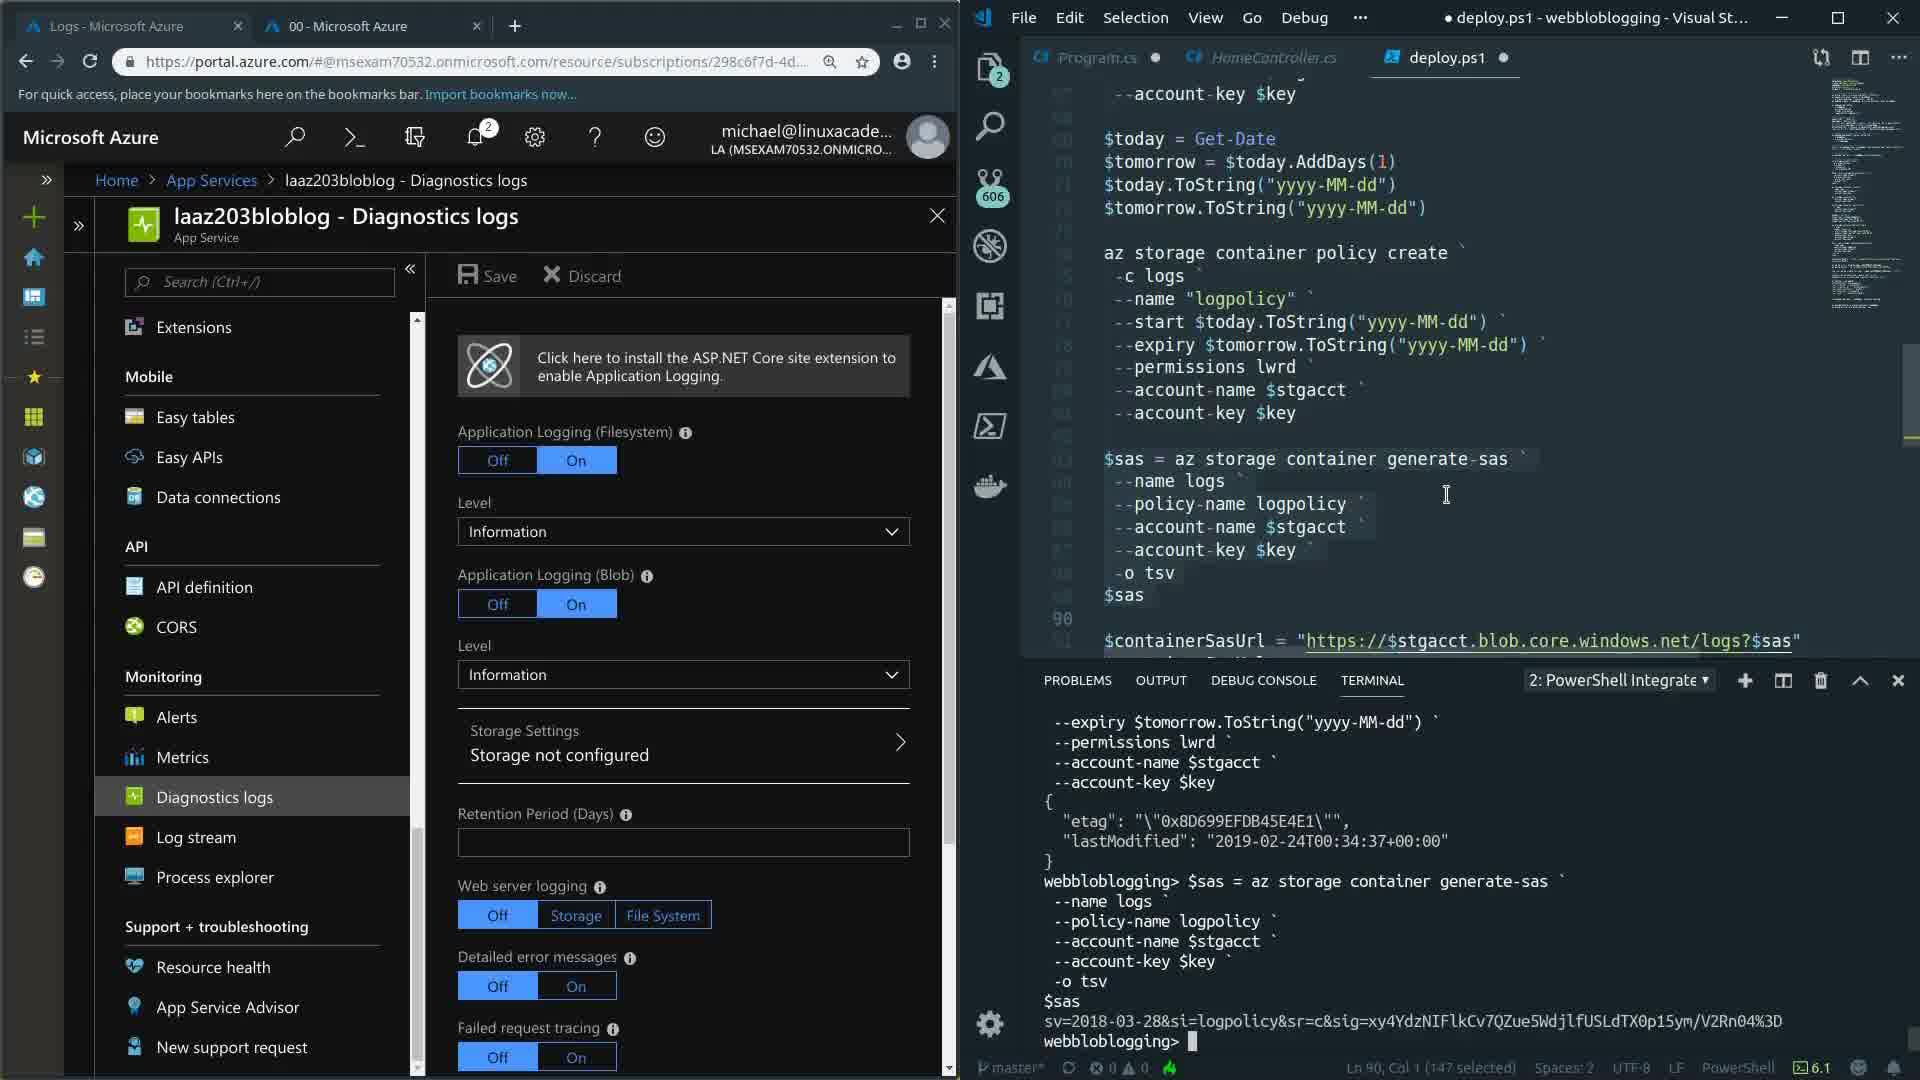 Logs - Microsoft Azure
00 - Microsoft Azure
https://portal.azure.com/#@msexam70532.onmicrosoft.com/resource/subscriptions/298c6f7d-4d...
For quick access, place your bookmarks here on the bookmarks bar. Import bookmarks now...
Microsoft Azure
2
michael@linuxacade...
LA (MSEXAM70532.ONMICRO...
Home > App Services > laaz203bloblog - Diagnostics logs
laaz203bloblog - Diagnostics logs
App Service
Search (Ctrl+/)
Extensions
Mobile
Easy tables
Easy APIs
Data connections
API
API definition
CORS
Monitoring
Alerts
Metrics
Diagnostics logs
Log stream
Process explorer
Support + troubleshooting
Resource health
App Service Advisor
New support request
Save
Discard
Click here to install the ASP.NET Core site extension to
enable Application Logging.
Application Logging (Filesystem)
Off
On
Level
Information
Application Logging (Blob)
Off
On
Level
Information
Storage Settings
Storage not configured
Retention Period (Days)
Web server logging
Off
Storage
File System
Detailed error messages
Off
On
Failed request tracing
Off
On
File Edit Selection View Go Debug ···
● deploy.ps1 - webbloblogging - Visual St...
Program.cs
HomeController.cs
deploy.ps1
2
606
--account-key $key
$today = Get-Date
$tomorrow = $today.AddDays(1)
$today.ToString("yyyy-MM-dd")
$tomorrow.ToString("yyyy-MM-dd")
az storage container policy create `
-c logs `
--name "logpolicy" `
--start $today.ToString("yyyy-MM-dd") `
--expiry $tomorrow.ToString("yyyy-MM-dd") `
--permissions lwrd `
--account-name $stgacct `
--account-key $key
$sas = az storage container generate-sas `
--name logs `
--policy-name logpolicy `
--account-name $stgacct `
--account-key $key `
-o tsv
$sas
90
$containerSasUrl = "https://$stgacct.blob.core.windows.net/logs?$sas"
PROBLEMS
OUTPUT
DEBUG CONSOLE
TERMINAL
2: PowerShell Integrate
--expiry $tomorrow.ToString("yyyy-MM-dd") `
--permissions lwrd `
--account-name $stgacct `
--account-key $key
{
"etag": "\"0x8D699EFDB45E4E1\"",
"lastModified": "2019-02-24T00:34:37+00:00"
}
webbloblogging> $sas = az storage container generate-sas `
--name logs `
--policy-name logpolicy `
--account-name $stgacct `
--account-key $key `
-o tsv
$sas
sv=2018-03-28&si=logpolicy&sr=c&sig=xy4YdzNIFlkCv7QZue5WdjlfUSLdTX0p15ym/V2Rn04%3D
webbloblogging>
master*
0
0
Ln 90, Col 1 (147 selected)
Spaces: 2
UTF-8
LF
PowerShell
6.1